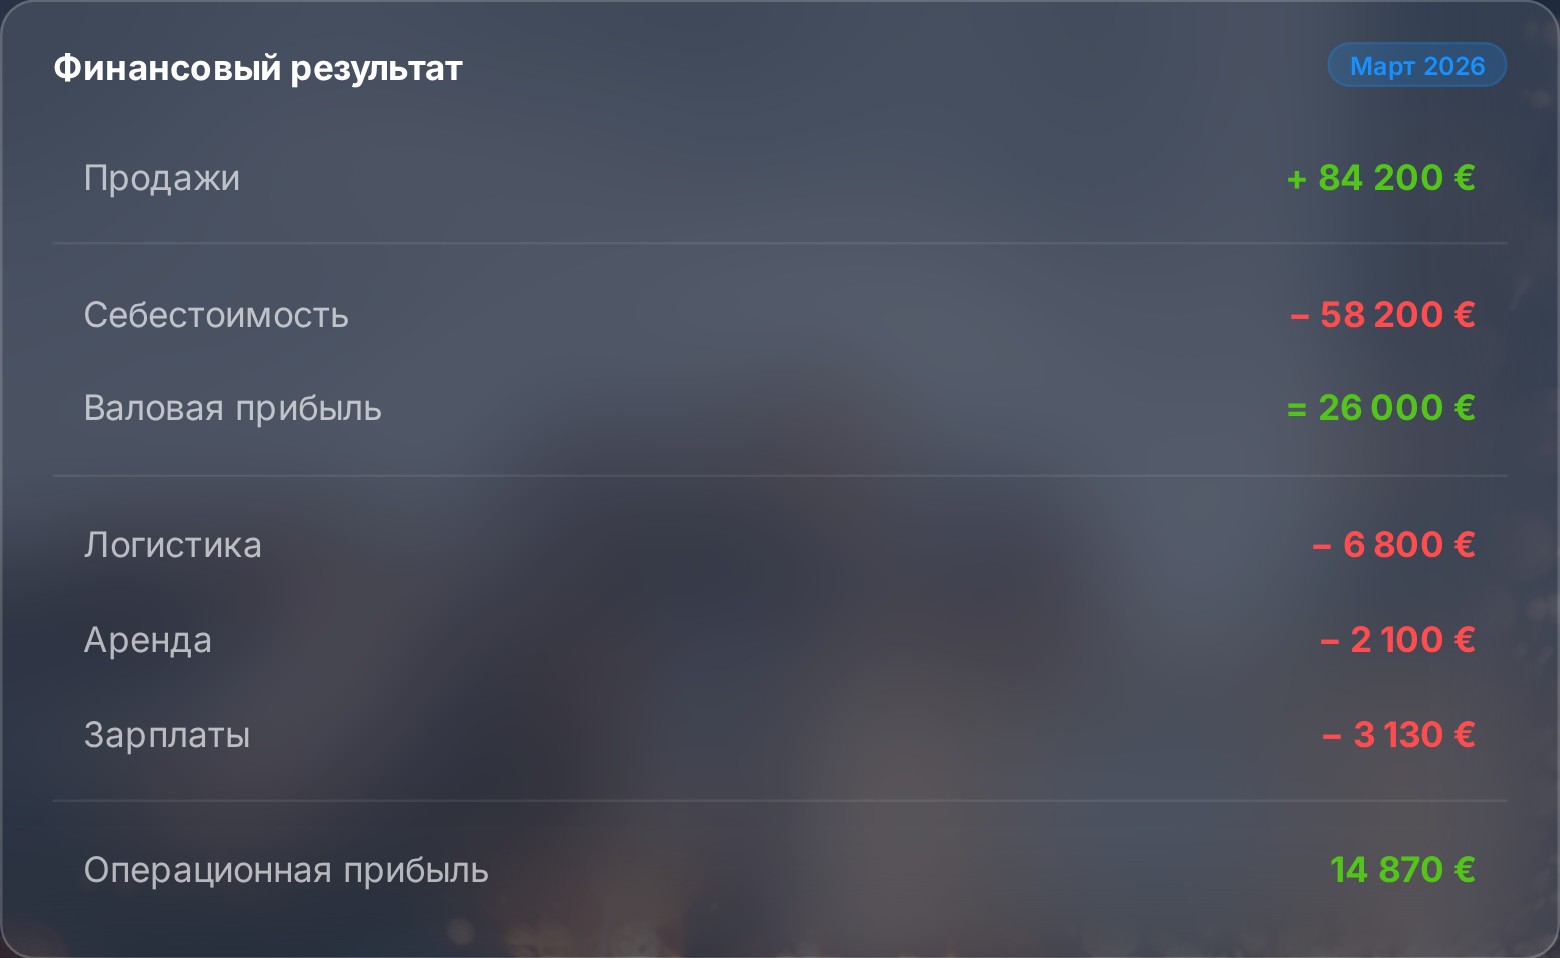 Финансовый результат Март 2026
Продажи + 84 200 €
Себестоимость – 58 200 €
Валовая прибыль = 26 000 €
Логистика – 6 800 €
Аренда – 2 100 €
Зарплаты – 3 130 €
Операционная прибыль 14 870 €